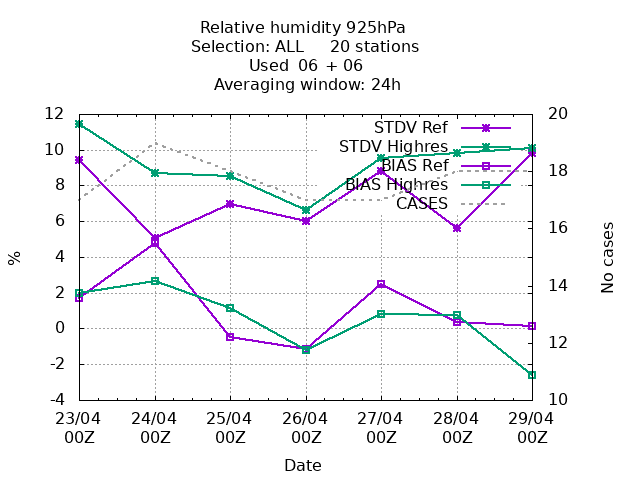 Relative humidity 925hPa
Selection: ALL 20 stations
Used 06 + 06
Averaging window: 24h
12
10
8
6
4
2
0
-2
-4
%
20
18
16
14
12
10
No cases
STDV Ref
STDV Highres
BIAS Ref
BIAS Highres
CASES
23/04 24/04 25/04 26/04 27/04 28/04 29/04
00Z 00Z 00Z 00Z 00Z 00Z 00Z
Date